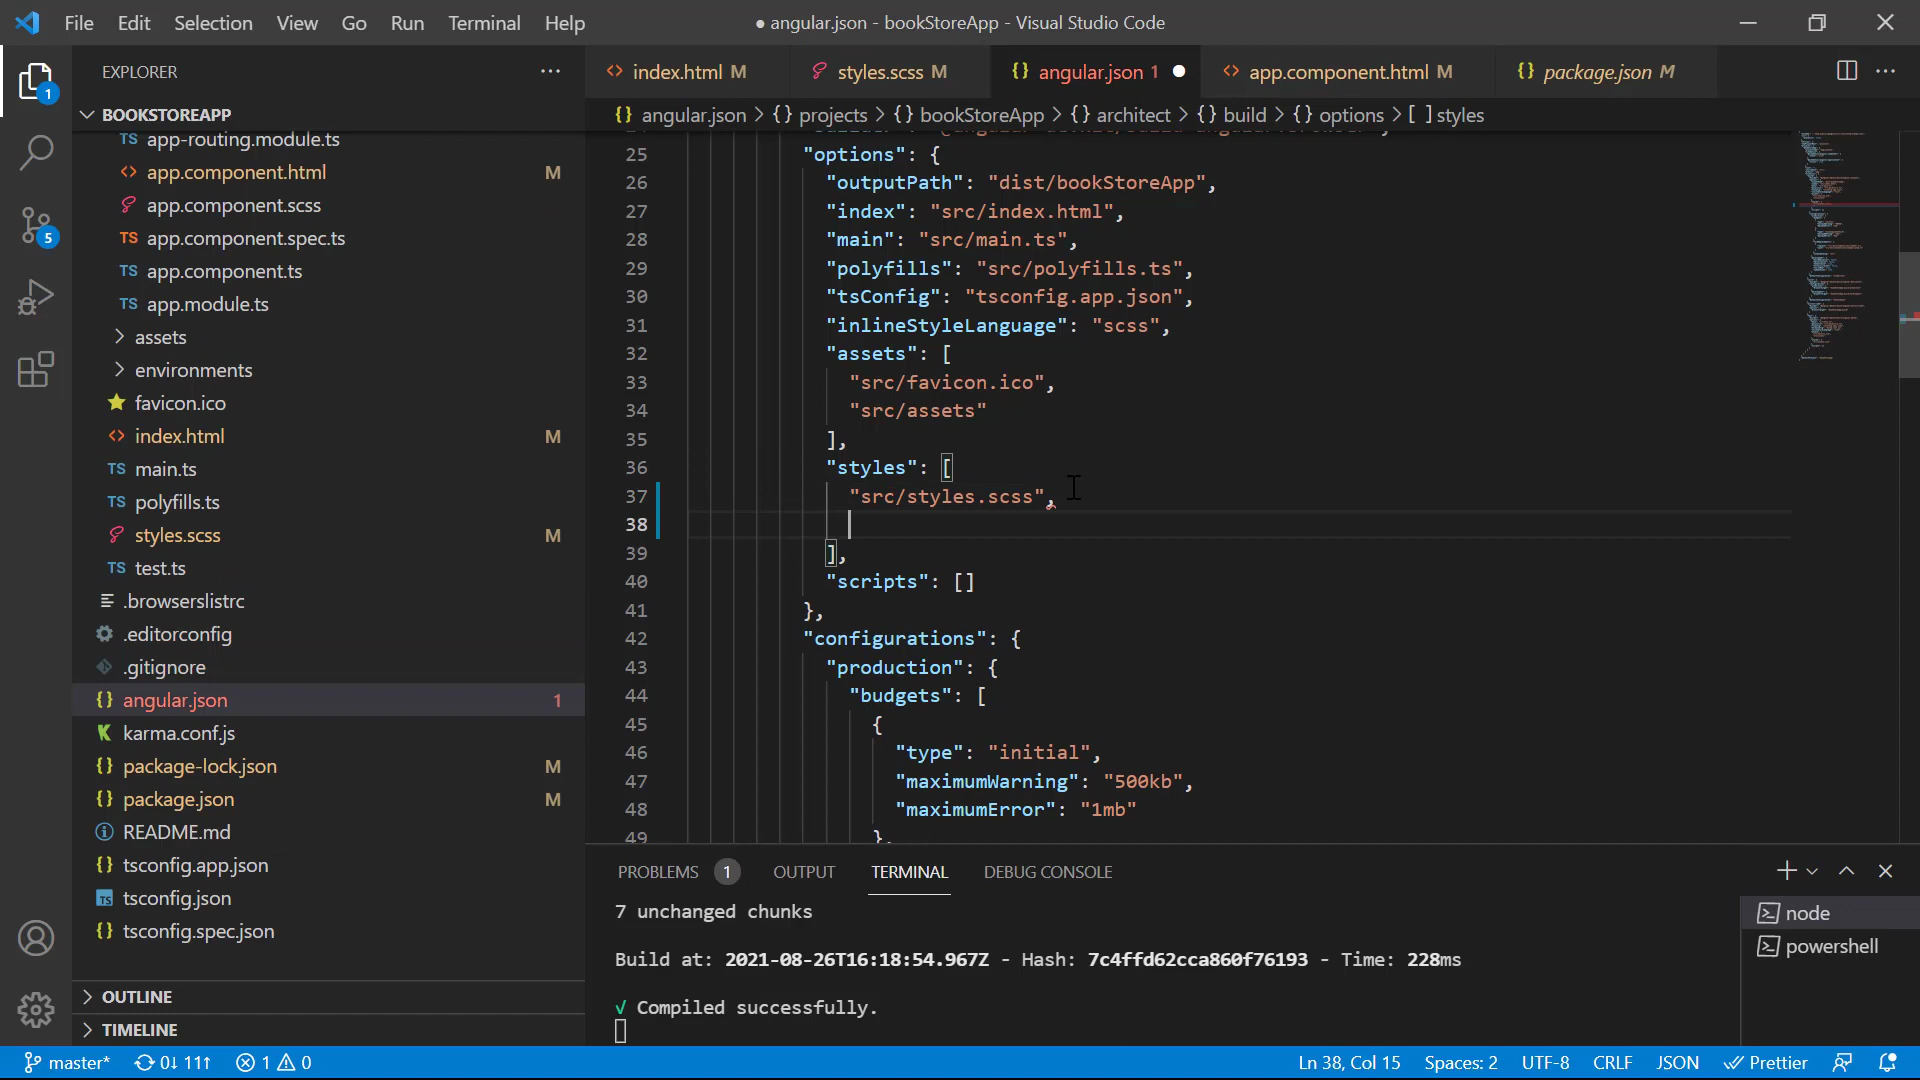 File Edit Selection View Go Run Terminal Help
● angular.json - bookStoreApp - Visual Studio Code
EXPLORER
index.html M
styles.scss M
angular.json 1
app.component.html M
package.json M
BOOKSTOREAPP
angular.json > {} projects > {} bookStoreApp > {} architect > {} build > {} options > [ ] styles
app-routing.module.ts
app.component.html M
app.component.scss
app.component.spec.ts
app.component.ts
app.module.ts
assets
environments
favicon.ico
index.html M
main.ts
polyfills.ts
styles.scss M
test.ts
.browserslistrc
.editorconfig
.gitignore
angular.json 1
karma.conf.js
package-lock.json M
package.json M
README.md
tsconfig.app.json
tsconfig.json
tsconfig.spec.json
OUTLINE
TIMELINE
1
5
25 "options": {
26 "outputPath": "dist/bookStoreApp",
27 "index": "src/index.html",
28 "main": "src/main.ts",
29 "polyfills": "src/polyfills.ts",
30 "tsConfig": "tsconfig.app.json",
31 "inlineStyleLanguage": "scss",
32 "assets": [
33 "src/favicon.ico",
34 "src/assets"
35 ],
36 "styles": [
37 "src/styles.scss",
38
39 ],
40 "scripts": []
41 },
42 "configurations": {
43 "production": {
44 "budgets": [
45 {
46 "type": "initial",
47 "maximumWarning": "500kb",
48 "maximumError": "1mb"
49 },
PROBLEMS 1 OUTPUT TERMINAL DEBUG CONSOLE
7 unchanged chunks
Build at: 2021-08-26T16:18:54.967Z - Hash: 7c4ffd62cca860f76193 - Time: 228ms
√ Compiled successfully.
node
powershell
master* 0↓ 11↑ 1 0
Ln 38, Col 15 Spaces: 2 UTF-8 CRLF JSON Prettier